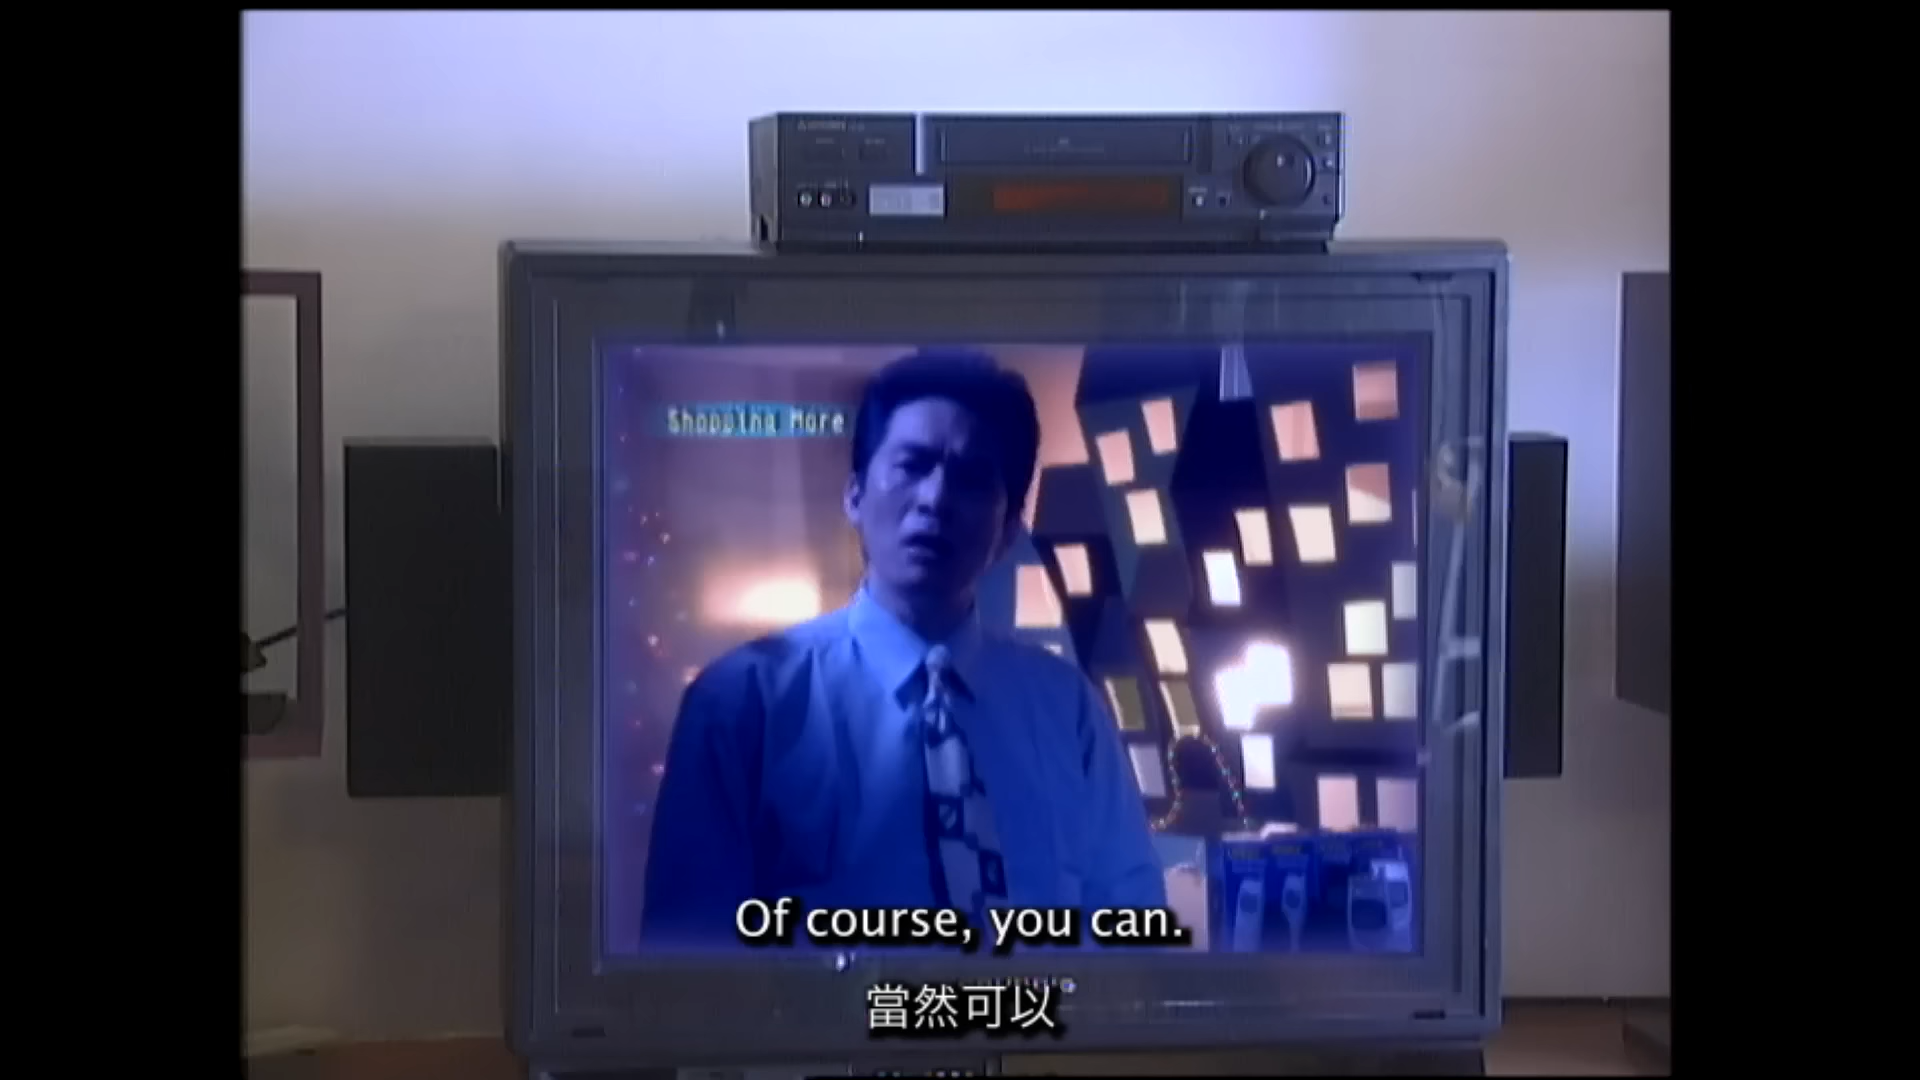 Shopping More
Of course, you can.
當然可以